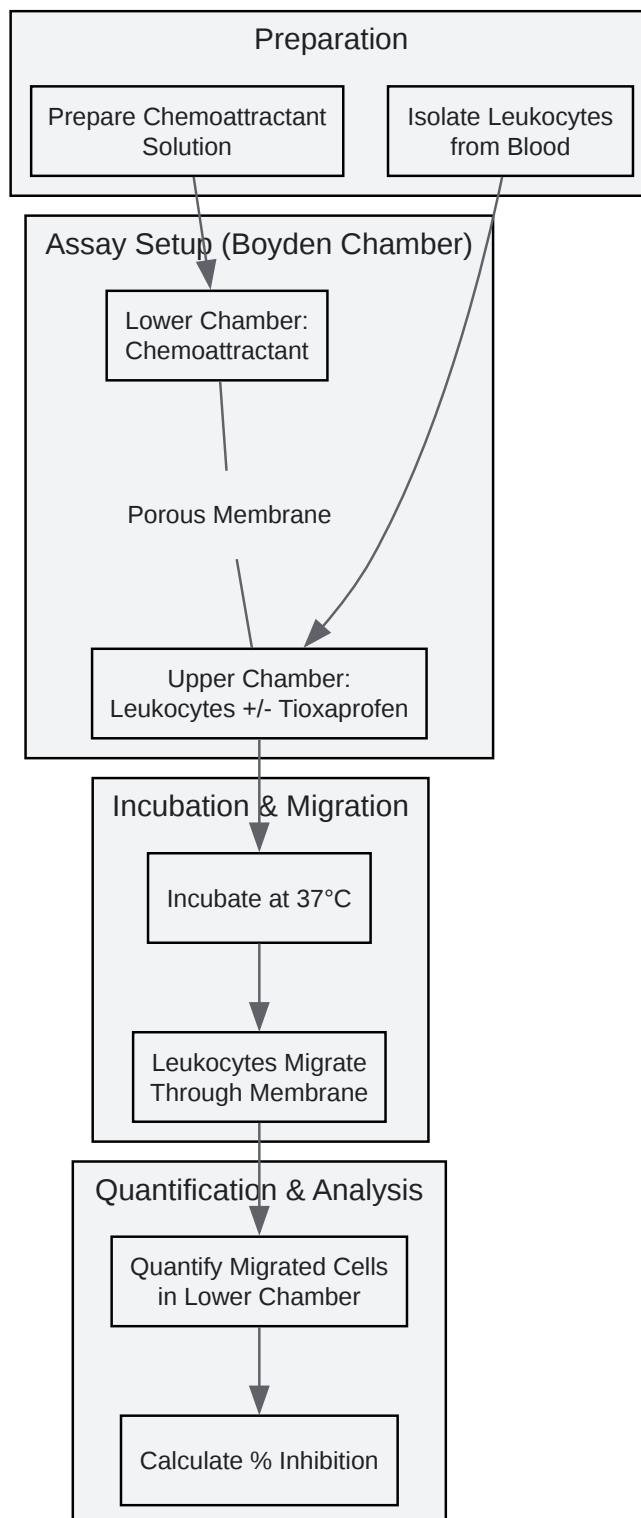 Preparation
Prepare Chemoattractant
Solution
Isolate Leukocytes
from Blood
Assay Setup (Boyden Chamber)
Lower Chamber:
Chemoattractant
Porous Membrane
Upper Chamber:
Leukocytes +/- Tioxaprofen
Incubation & Migration
Incubate at 37°C
Leukocytes Migrate
Through Membrane
Quantification & Analysis
Quantify Migrated Cells
in Lower Chamber
Calculate % Inhibition